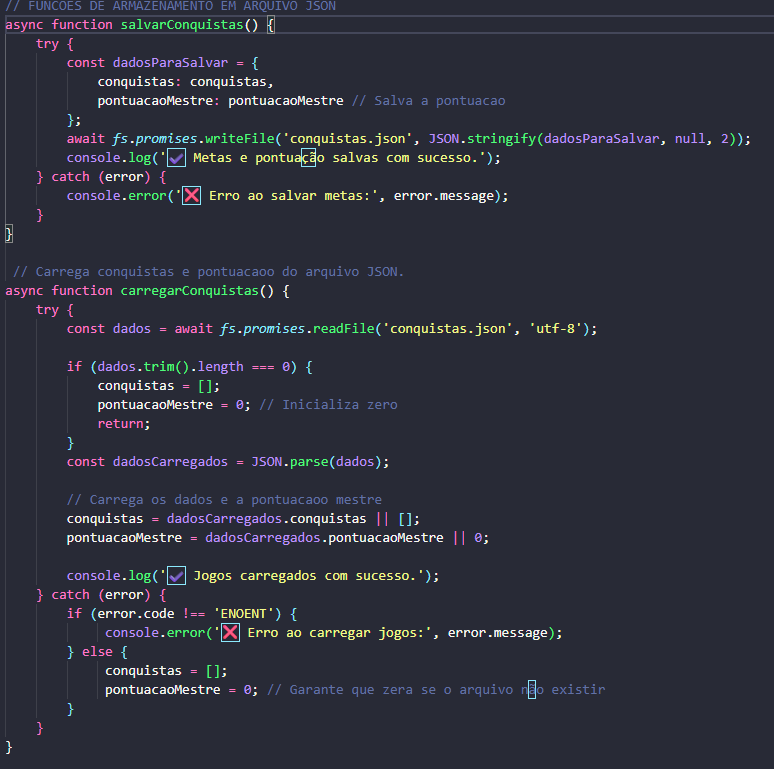 // FUNCOES DE ARMAZENAMENTO EM ARQUIVO JSON
async function salvarConquistas() {
    try {
        const dadosParaSalvar = {
            conquistas: conquistas,
            pontuacaoMestre: pontuacaoMestre // Salva a pontuacao
        };
        await fs.promises.writeFile('conquistas.json', JSON.stringify(dadosParaSalvar, null, 2));
        console.log('✔ Metas e pontuação salvas com sucesso.');
    } catch (error) {
        console.error('❌ Erro ao salvar metas:', error.message);
    }
}
 // Carrega conquistas e pontuacaoo do arquivo JSON.
async function carregarConquistas() {
    try {
        const dados = await fs.promises.readFile('conquistas.json', 'utf-8');
        if (dados.trim().length === 0) {
            conquistas = [];
            pontuacaoMestre = 0; // Inicializa zero
            return;
        }
        const dadosCarregados = JSON.parse(dados);
        // Carrega os dados e a pontuacaoo mestre
        conquistas = dadosCarregados.conquistas || [];
        pontuacaoMestre = dadosCarregados.pontuacaoMestre || 0;
        console.log('✔ Jogos carregados com sucesso.');
    } catch (error) {
        if (error.code !== 'ENOENT') {
             console.error('❌ Erro ao carregar jogos:', error.message);
        } else {
             conquistas = [];
             pontuacaoMestre = 0; // Garante que zera se o arquivo não existir
        }
    }
}